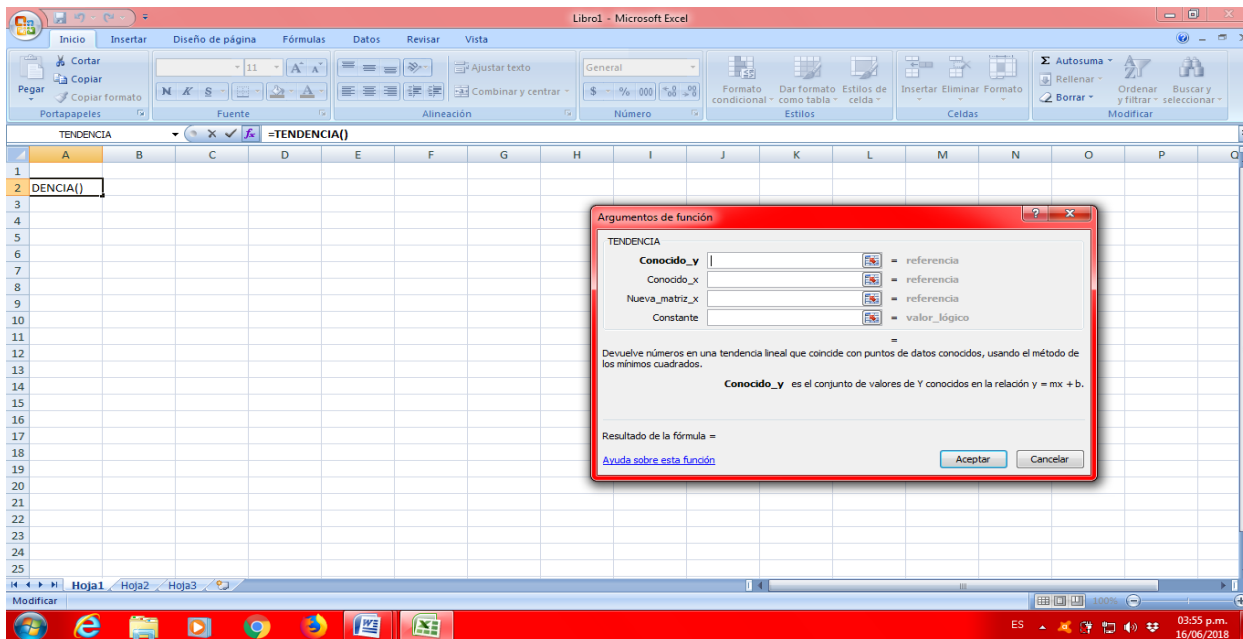 Libro1 - Microsoft Excel
Inicio Insertar Diseño de página Fórmulas Datos Revisar Vista
Pegar
Cortar
Copiar
Copiar formato
Portapapeles
11 A A
N K S A
Fuente
Ajustar texto
Combinar y centrar
Alineación
General
$ % 000
Número
Formato condicional
Dar formato como tabla
Estilos de celda
Estilos
Insertar Eliminar Formato
Celdas
Σ Autosuma
Rellenar
Borrar
Ordenar y filtrar
Buscar y seleccionar
Modificar
TENDENCIA fx =TENDENCIA()
A B C D E F G H I J K L M N O P Q
1
2 DENCIA()
3
4
5
6
7
8
9
10
11
12
13
14
15
16
17
18
19
20
21
22
23
24
25
Argumentos de función
TENDENCIA
Conocido_y = referencia
Conocido_x = referencia
Nueva_matriz_x = referencia
Constante = valor_lógico
=
Devuelve números en una tendencia lineal que coincide con puntos de datos conocidos, usando el método de
los mínimos cuadrados.
Conocido_y es el conjunto de valores de Y conocidos en la relación y = mx + b.
Resultado de la fórmula =
Ayuda sobre esta función
Aceptar Cancelar
Hoja1 Hoja2 Hoja3
Modificar 100%
ES
03:55 p.m.
16/06/2018